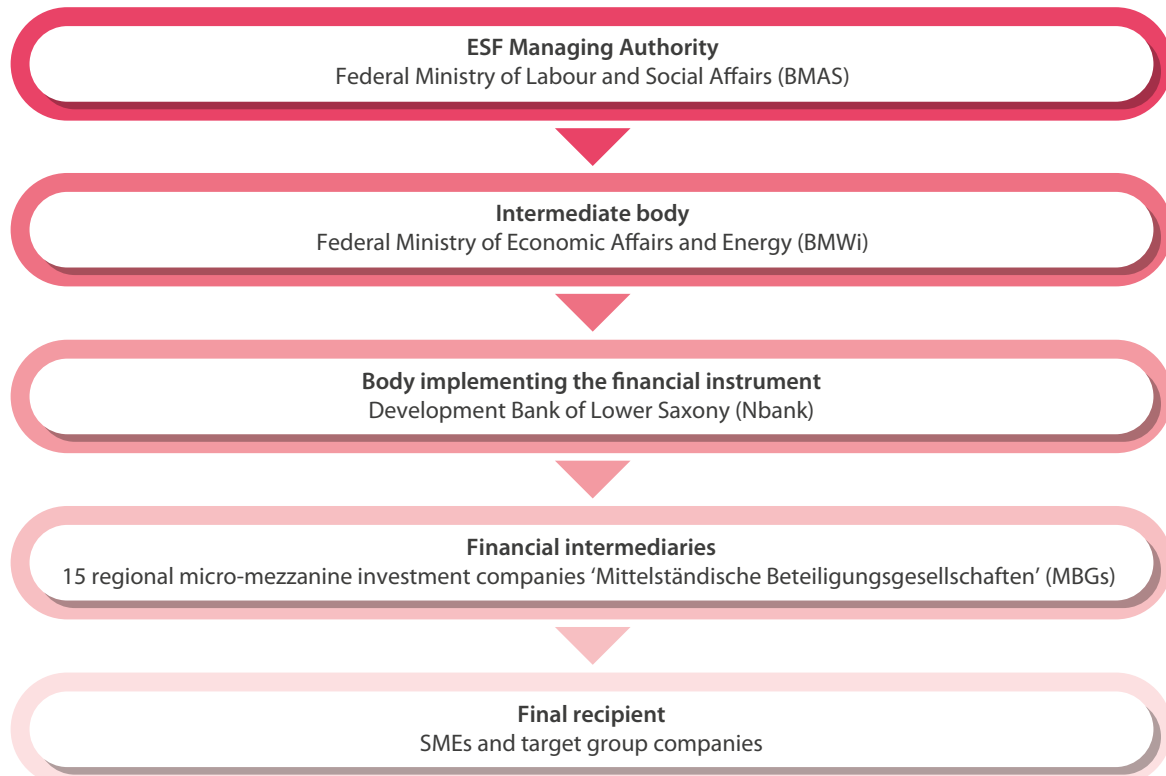 ESF Managing Authority
Federal Ministry of Labour and Social Affairs (BMAS)
Intermediate body
Federal Ministry of Economic Affairs and Energy (BMWi)
Body implementing the financial instrument
Development Bank of Lower Saxony (Nbank)
Financial intermediaries
15 regional micro-mezzanine investment companies ‘Mittelständische Beteiligungsgesellschaften’ (MBGs)
Final recipient
SMEs and target group companies